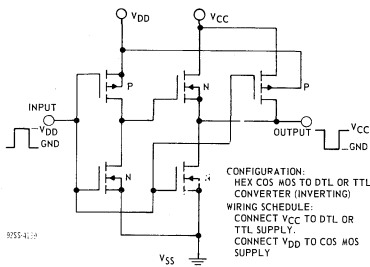 VDD
VCC
P
N
P
INPUT
VDD
GND
OUTPUT
VCC
GND
N
N
CONFIGURATION:
HEX COS MOS TO DTL OR TTL
CONVERTER (INVERTING)
WIRING SCHEDULE:
CONNECT VCC TO DTL OR
TTL SUPPLY.
CONNECT VDD TO COS MOS
SUPPLY
VSS